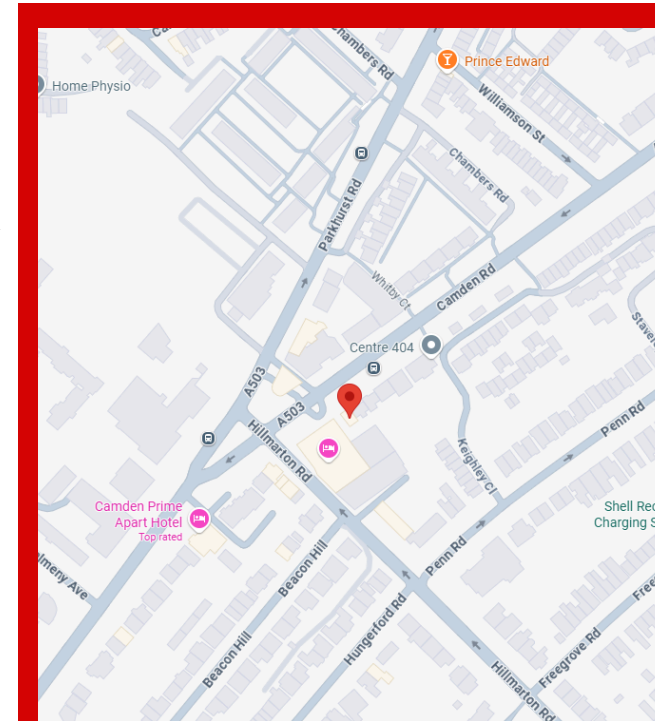 Chambers Rd
Prince Edward
Home Physio
Williamson St
Chambers Rd
Parkhurst Rd
Whitby Ct
Camden Rd
Centre 404
A503
A503
Hillmarton Rd
Penn Rd
Keighley Cl
Camden Prime
Apart Hotel
Top rated
Shell Rec
Charging S
Beacon Hill
Penn Rd
Hungerford Rd
Beacon Hill
Freegrove Rd
Hillmarton Rd